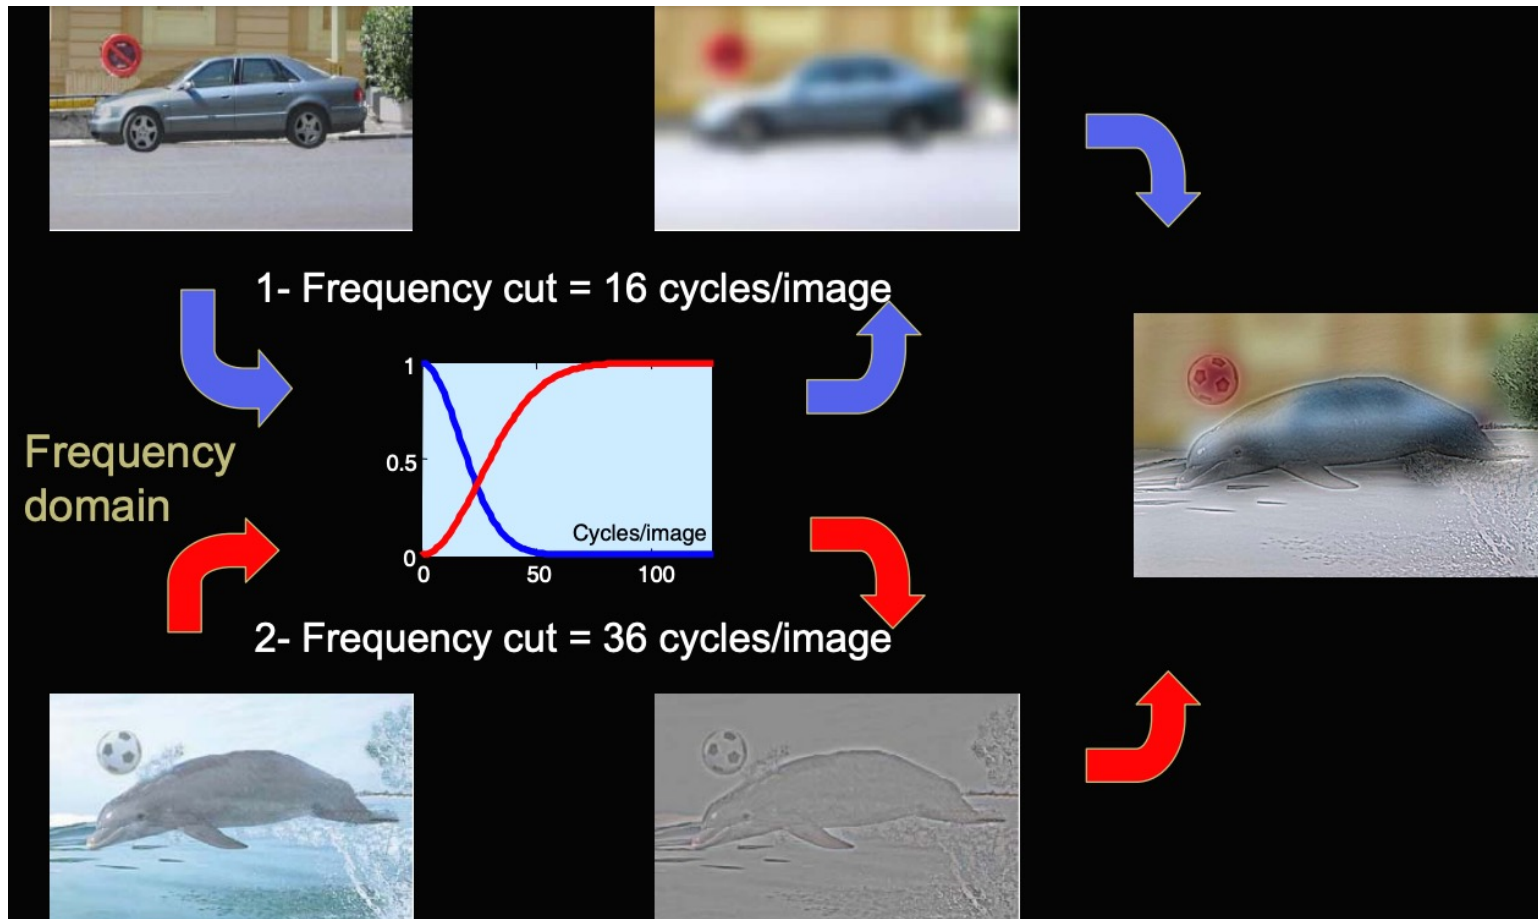 1- Frequency cut = 16 cycles/image
Frequency
domain
1
0.5
0
Cycles/image
0 50 100
2- Frequency cut = 36 cycles/image